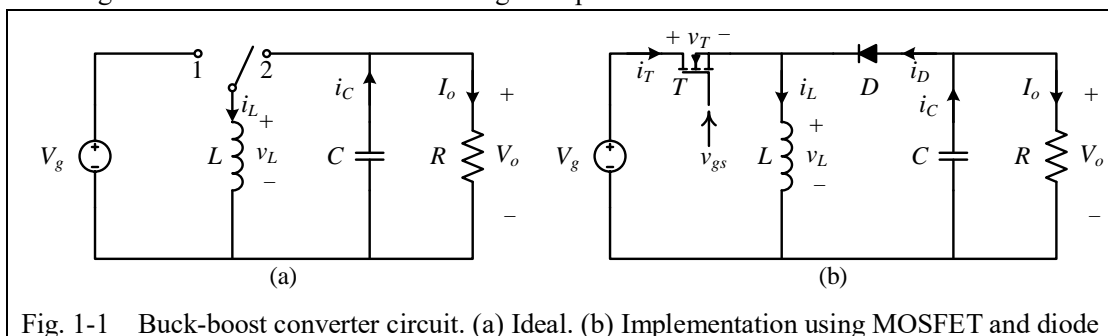 1
2
i_L
+
v_L
−
L
V_g
i_C
C
I_o
+
R
V_o
−
(a)
+ v_T −
i_T
T
v_gs
V_g
i_L
+
L
v_L
−
D
i_D
i_C
C
I_o
+
R
V_o
−
(b)
Fig. 1-1 Buck-boost converter circuit. (a) Ideal. (b) Implementation using MOSFET and diode